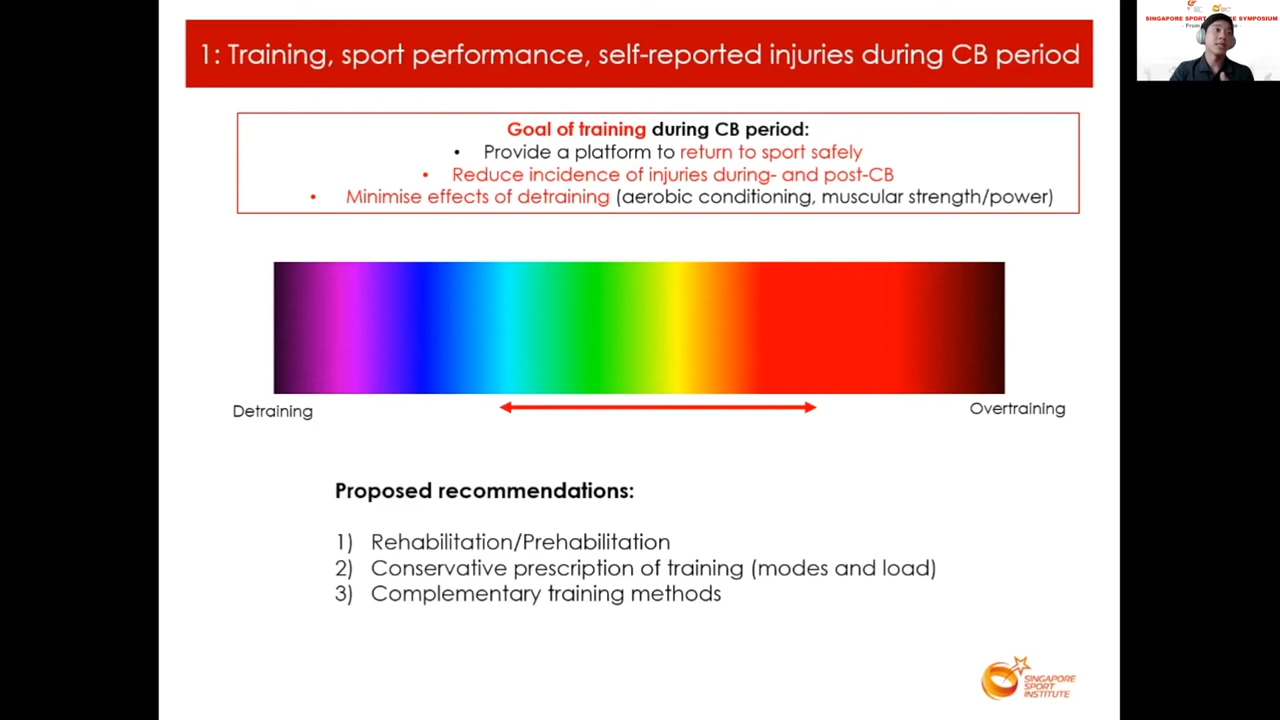 1: Training, sport performance, self-reported injuries during CB period
SINGAPORE SPORT
SYMPOSIUM
Goal of training during CB period:
• Provide a platform to return to sport safely
• Reduce incidence of injuries during- and post-CB
• Minimise effects of detraining (aerobic conditioning, muscular strength/power)
Detraining
Overtraining
Proposed recommendations:
1) Rehabilitation/Prehabilitation
2) Conservative prescription of training (modes and load)
3) Complementary training methods
SINGAPORE
SPORT
INSTITUTE